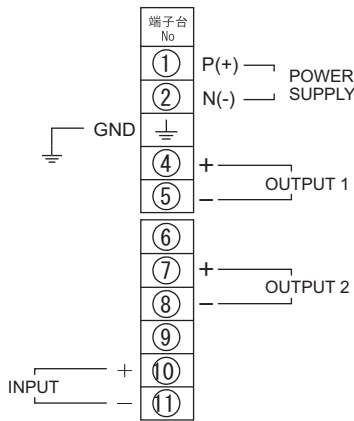 端子台
No
① P(+)
POWER
② N(-) SUPPLY
GND
④ +
OUTPUT 1
⑤ −
⑥
⑦ +
OUTPUT 2
⑧ −
⑨
+ ⑩
INPUT
− ⑪